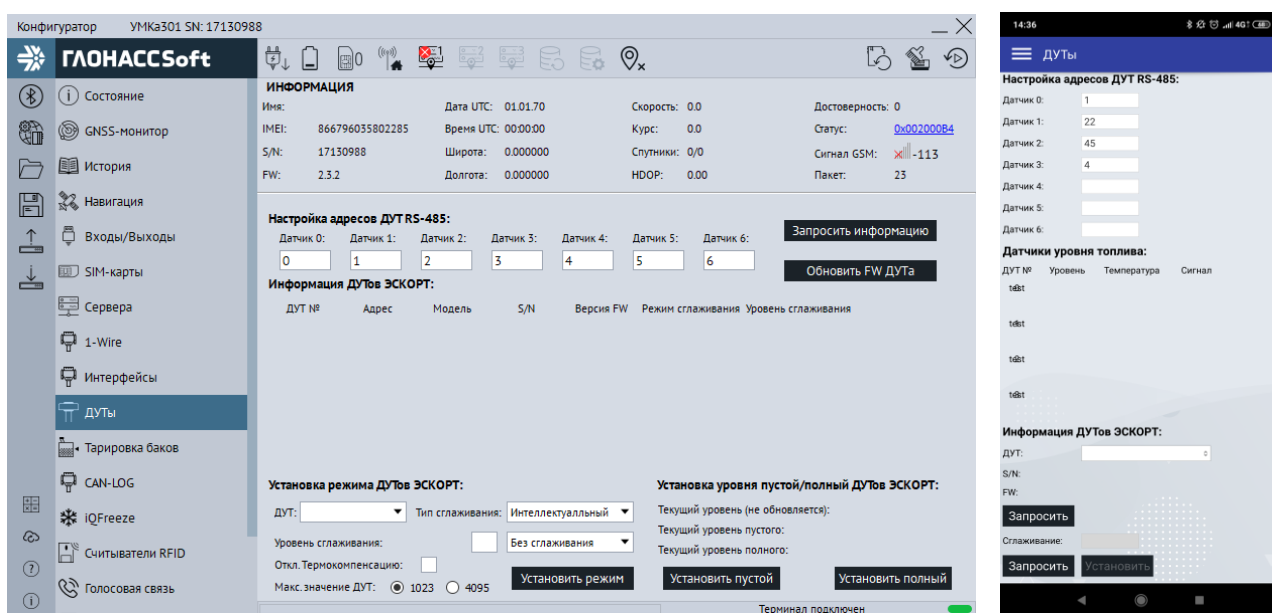 Конфигуратор УМКа301 SN: 17130988
ГЛОНАССSoft
0
1
ИНФОРМАЦИЯ
Имя: Дата UTC: 01.01.70 Скорость: 0.0 Достоверность: 0
IMEI: 866796035802285 Время UTC: 00:00:00 Курс: 0.0 Статус: 0x002000B4
S/N: 17130988 Широта: 0.000000 Спутники: 0/0 Сигнал GSM: -113
FW: 2.3.2 Долгота: 0.000000 HDOP: 0.00 Пакет: 23
Состояние
GNSS-монитор
История
Навигация
Входы/Выходы
SIM-карты
Сервера
1-Wire
Интерфейсы
ДУТы
Тарировка баков
CAN-LOG
iQFreeze
Считыватели RFID
Голосовая связь
Настройка адресов ДУТ RS-485:
Датчик 0: Датчик 1: Датчик 2: Датчик 3: Датчик 4: Датчик 5: Датчик 6:
0 1 2 3 4 5 6
Запросить информацию
Обновить FW ДУТа
Информация ДУТов ЭСКОРТ:
ДУТ № Адрес Модель S/N Версия FW Режим сглаживания Уровень сглаживания
Установка режима ДУТов ЭСКОРТ:
ДУТ: Тип сглаживания: Интеллектуалльный
Уровень сглаживания: Без сглаживания
Откл.Термокомпенсацию:
Макс.значение ДУТ: 1023 4095
Установить режим
Установка уровня пустой/полный ДУТов ЭСКОРТ:
Текущий уровень (не обновляется):
Текущий уровень пустого:
Текущий уровень полного:
Установить пустой Установить полный
Терминал подключен
14:36 4G
ДУТы
Настройка адресов ДУТ RS-485:
Датчик 0: 1
Датчик 1: 22
Датчик 2: 45
Датчик 3: 4
Датчик 4:
Датчик 5:
Датчик 6:
Датчики уровня топлива:
ДУТ № Уровень Температура Сигнал
Информация ДУТов ЭСКОРТ:
ДУТ:
S/N:
FW:
Запросить
Сглаживание:
Запросить Установить